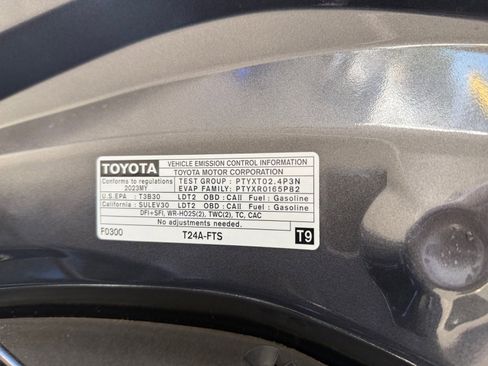 TOYOTA
VEHICLE EMISSION CONTROL INFORMATION
TOYOTA MOTOR CORPORATION
Conforms to regulations
2023MY
TEST GROUP : PTYXT02.4P3N
EVAP FAMILY: PTYXR0165PB2
U.S.EPA : T3B30 LDT2 OBD : CAII Fuel : Gasoline
California : SULEV30 LDT2 OBD : CAII Fuel : Gasoline
DFI+SFI, WR-HO2S(2), TWC(2), TC, CAC
No adjustments needed.
F0300 T24A-FTS T9